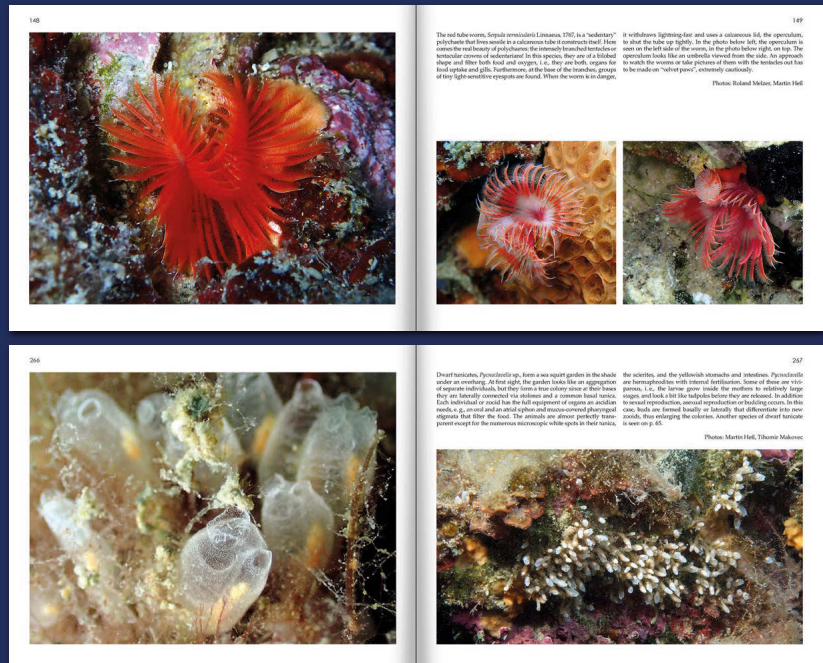 148
149
The red tube worm, Serpula vermicularis Linnaeus, 1767, is a "sedentary"
polychaete that lives sessile in a calcareous tube it constructs itself. Here
comes the real beauty of polychaetes: the intensely branched tentacles or
tentacular crowns of sedentarians! In this species, they are of a bilobed
shape and filter both food and oxygen, i.e., they are both, organs for
food uptake and gills. Furthermore, at the base of the branches, groups
of tiny light-sensitive eyespots are found. When the worm is in danger,
it withdraws lightning-fast and uses a calcareous lid, the operculum,
to shut the tube up tightly. In the photo below left, the operculum is
seen on the left side of the worm, in the photo below right, on top. The
operculum looks like an umbrella viewed from the side. An approach
to watch the worms or take pictures of them with the tentacles out has
to be made on "velvet paws", extremely cautiously.
Photos: Roland Melzer, Martin Heß
266
267
Dwarf tunicates, Pycnoclavella sp., form a sea squirt garden in the shade
under an overhang. At first sight, the garden looks like an aggregation
of separate individuals, but they form a true colony since at their bases
they are laterally connected via stolones and a common basal tunica.
Each individual or zooid has the full equipment of organs an ascidian
needs, e. g., an oral and an atrial siphon and mucus-covered pharyngeal
stigmata that filter the food. The animals are almost perfectly trans-
parent except for the numerous microscopic white spots in their tunica,
the sclerites, and the yellowish stomachs and intestines. Pycnoclavella
are hermaphrodites with internal fertilisation. Some of these are vivi-
parous, i.e., the larvae grow inside the mothers to relatively large
stages, and look a bit like tadpoles before they are released. In addition
to sexual reproduction, asexual reproduction or budding occurs. In this
case, buds are formed basally or laterally that differentiate into new
zooids, thus enlarging the colonies. Another species of dwarf tunicate
is seen on p. 65.
Photos: Martin Heß, Tihomir Makovec